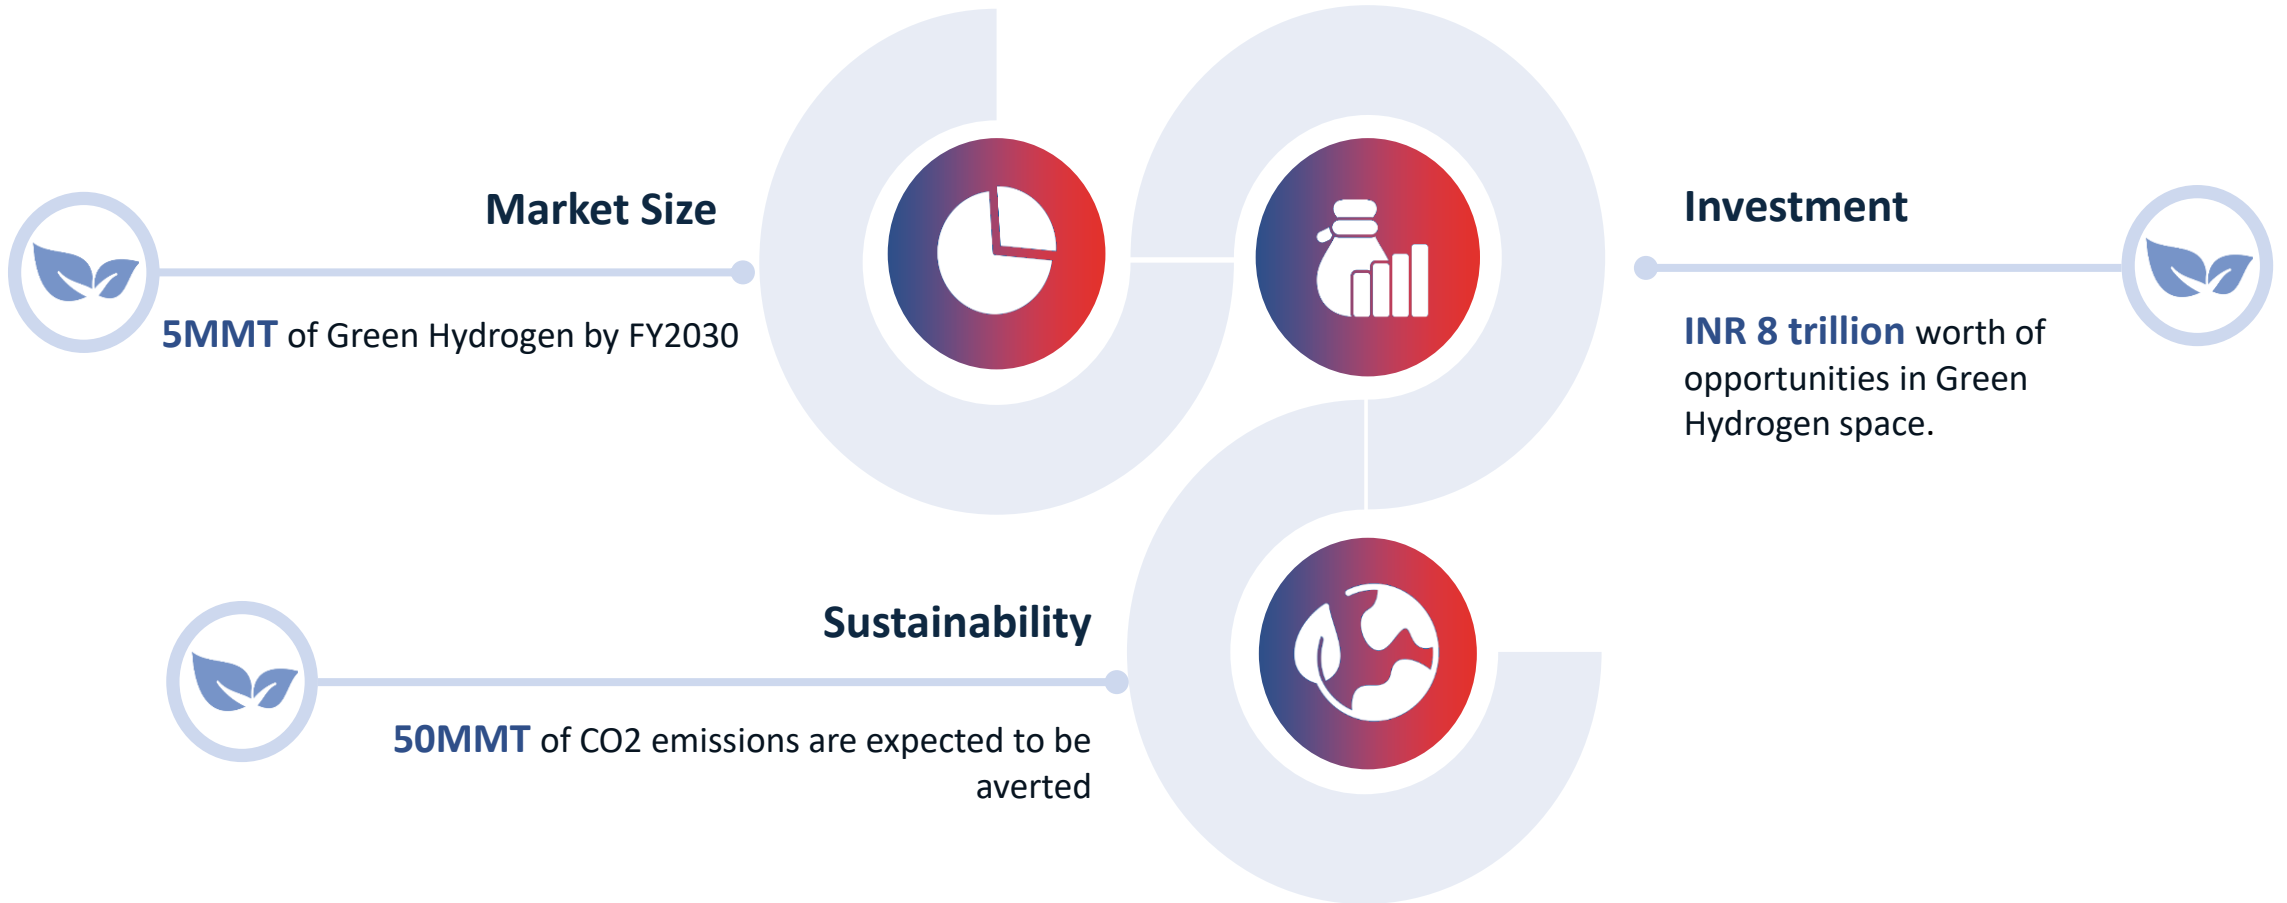 Market Size
5MMT of Green Hydrogen by FY2030
Investment
INR 8 trillion worth of
opportunities in Green
Hydrogen space.
Sustainability
50MMT of CO2 emissions are expected to be
averted